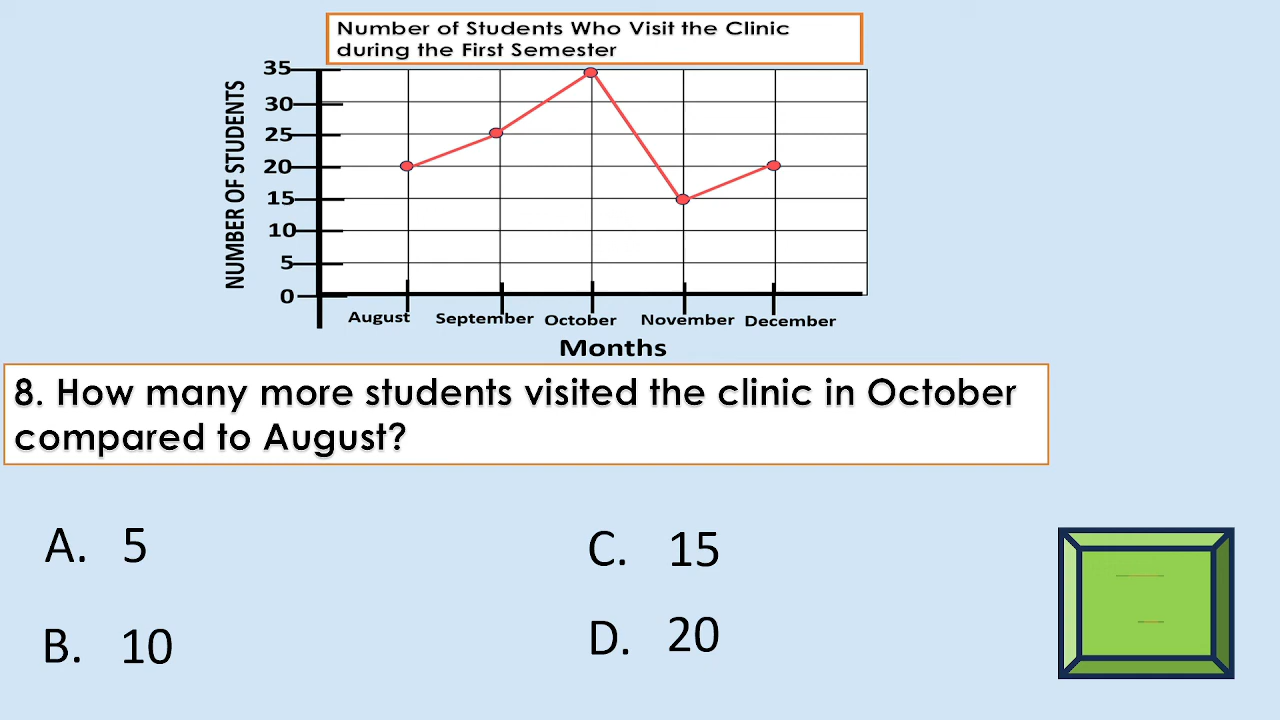 Number of Students Who Visit the Clinic
during the First Semester
NUMBER OF STUDENTS
35
30
25
20
15
10
5
0
August September October November December
Months
8. How many more students visited the clinic in October
compared to August?
A. 5
B. 10
C. 15
D. 20